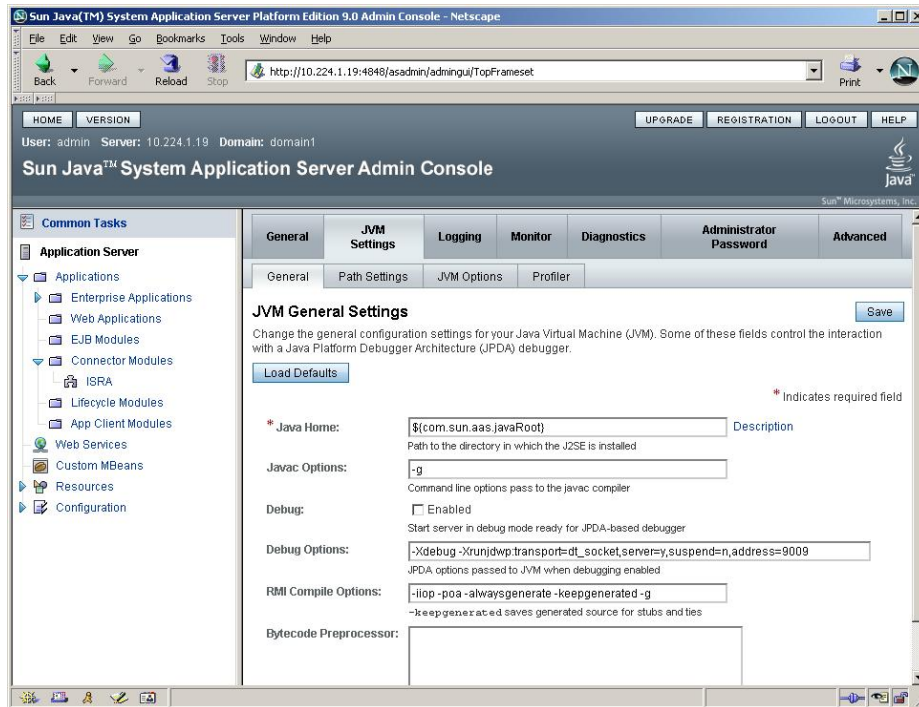 Sun Java(TM) System Application Server Platform Edition 9.0 Admin Console - Netscape
File Edit View Go Bookmarks Tools Window Help
Back Forward Reload Stop http://10.224.1.19:4848/asadmin/admingui/TopFrameset Print N
HOME VERSION UPGRADE REGISTRATION LOGOUT HELP
User: admin Server: 10.224.1.19 Domain: domain1
Sun Java™ System Application Server Admin Console
Java™
Sun™ Microsystems, Inc.
Common Tasks
Application Server
Applications
Enterprise Applications
Web Applications
EJB Modules
Connector Modules
ISRA
Lifecycle Modules
App Client Modules
Web Services
Custom MBeans
Resources
Configuration
General JVM Settings Logging Monitor Diagnostics Administrator Password Advanced
General Path Settings JVM Options Profiler
JVM General Settings Save
Change the general configuration settings for your Java Virtual Machine (JVM). Some of these fields control the interaction
with a Java Platform Debugger Architecture (JPDA) debugger.
Load Defaults
* Indicates required field
* Java Home: ${com.sun.aas.javaRoot} Description
Path to the directory in which the J2SE is installed
Javac Options: -g
Command line options pass to the javac compiler
Debug: Enabled
Start server in debug mode ready for JPDA-based debugger
Debug Options: -Xdebug -Xrunjdwp:transport=dt_socket,server=y,suspend=n,address=9009
JPDA options passed to JVM when debugging enabled
RMI Compile Options: -iiop -poa -alwaysgenerate -keepgenerated -g
-keepgenerated saves generated source for stubs and ties
Bytecode Preprocessor: